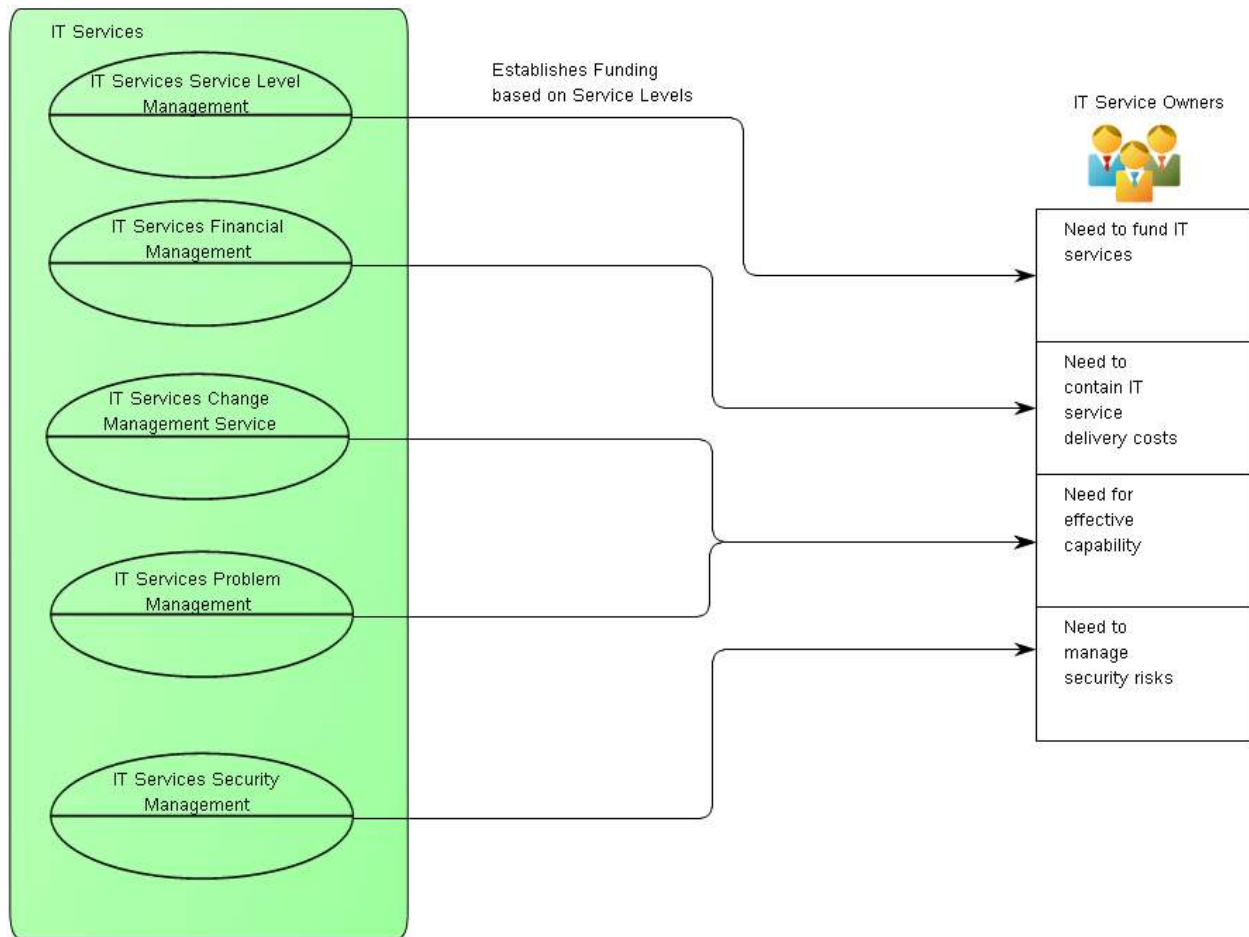 IT Services
IT Services Service Level
Management
Establishes Funding
based on Service Levels
IT Service Owners
IT Services Financial
Management
Need to fund IT
services
IT Services Change
Management Service
Need to
contain IT
service
delivery costs
IT Services Problem
Management
Need for
effective
capability
IT Services Security
Management
Need to
manage
security risks